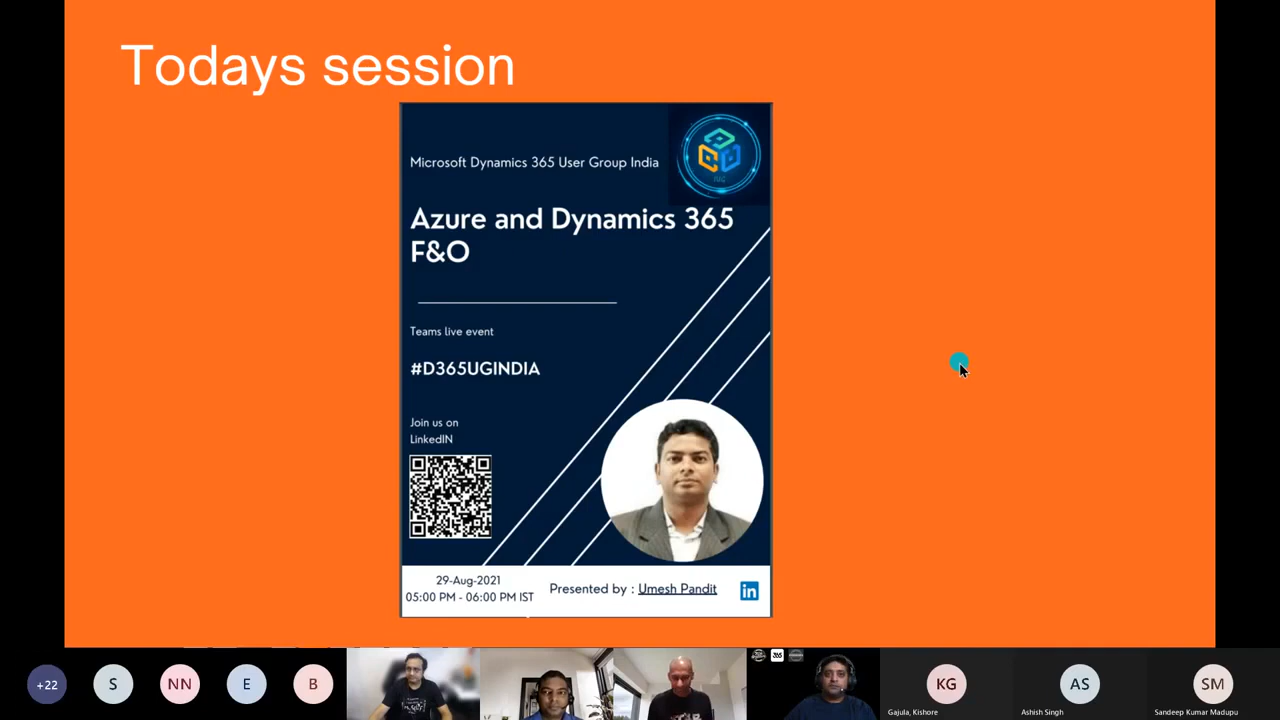 Todays session
Microsoft Dynamics 365 User Group India
Azure and Dynamics 365
F&O
Teams live event
#D365UGINDIA
Join us on
LinkedIN
29-Aug-2021
05:00 PM - 06:00 PM IST
Presented by : Umesh Pandit
in
+22
S
NN
E
B
365
KG
AS
SM
Gajula, Kishore
Ashish Singh
Sandeep Kumar Madupu